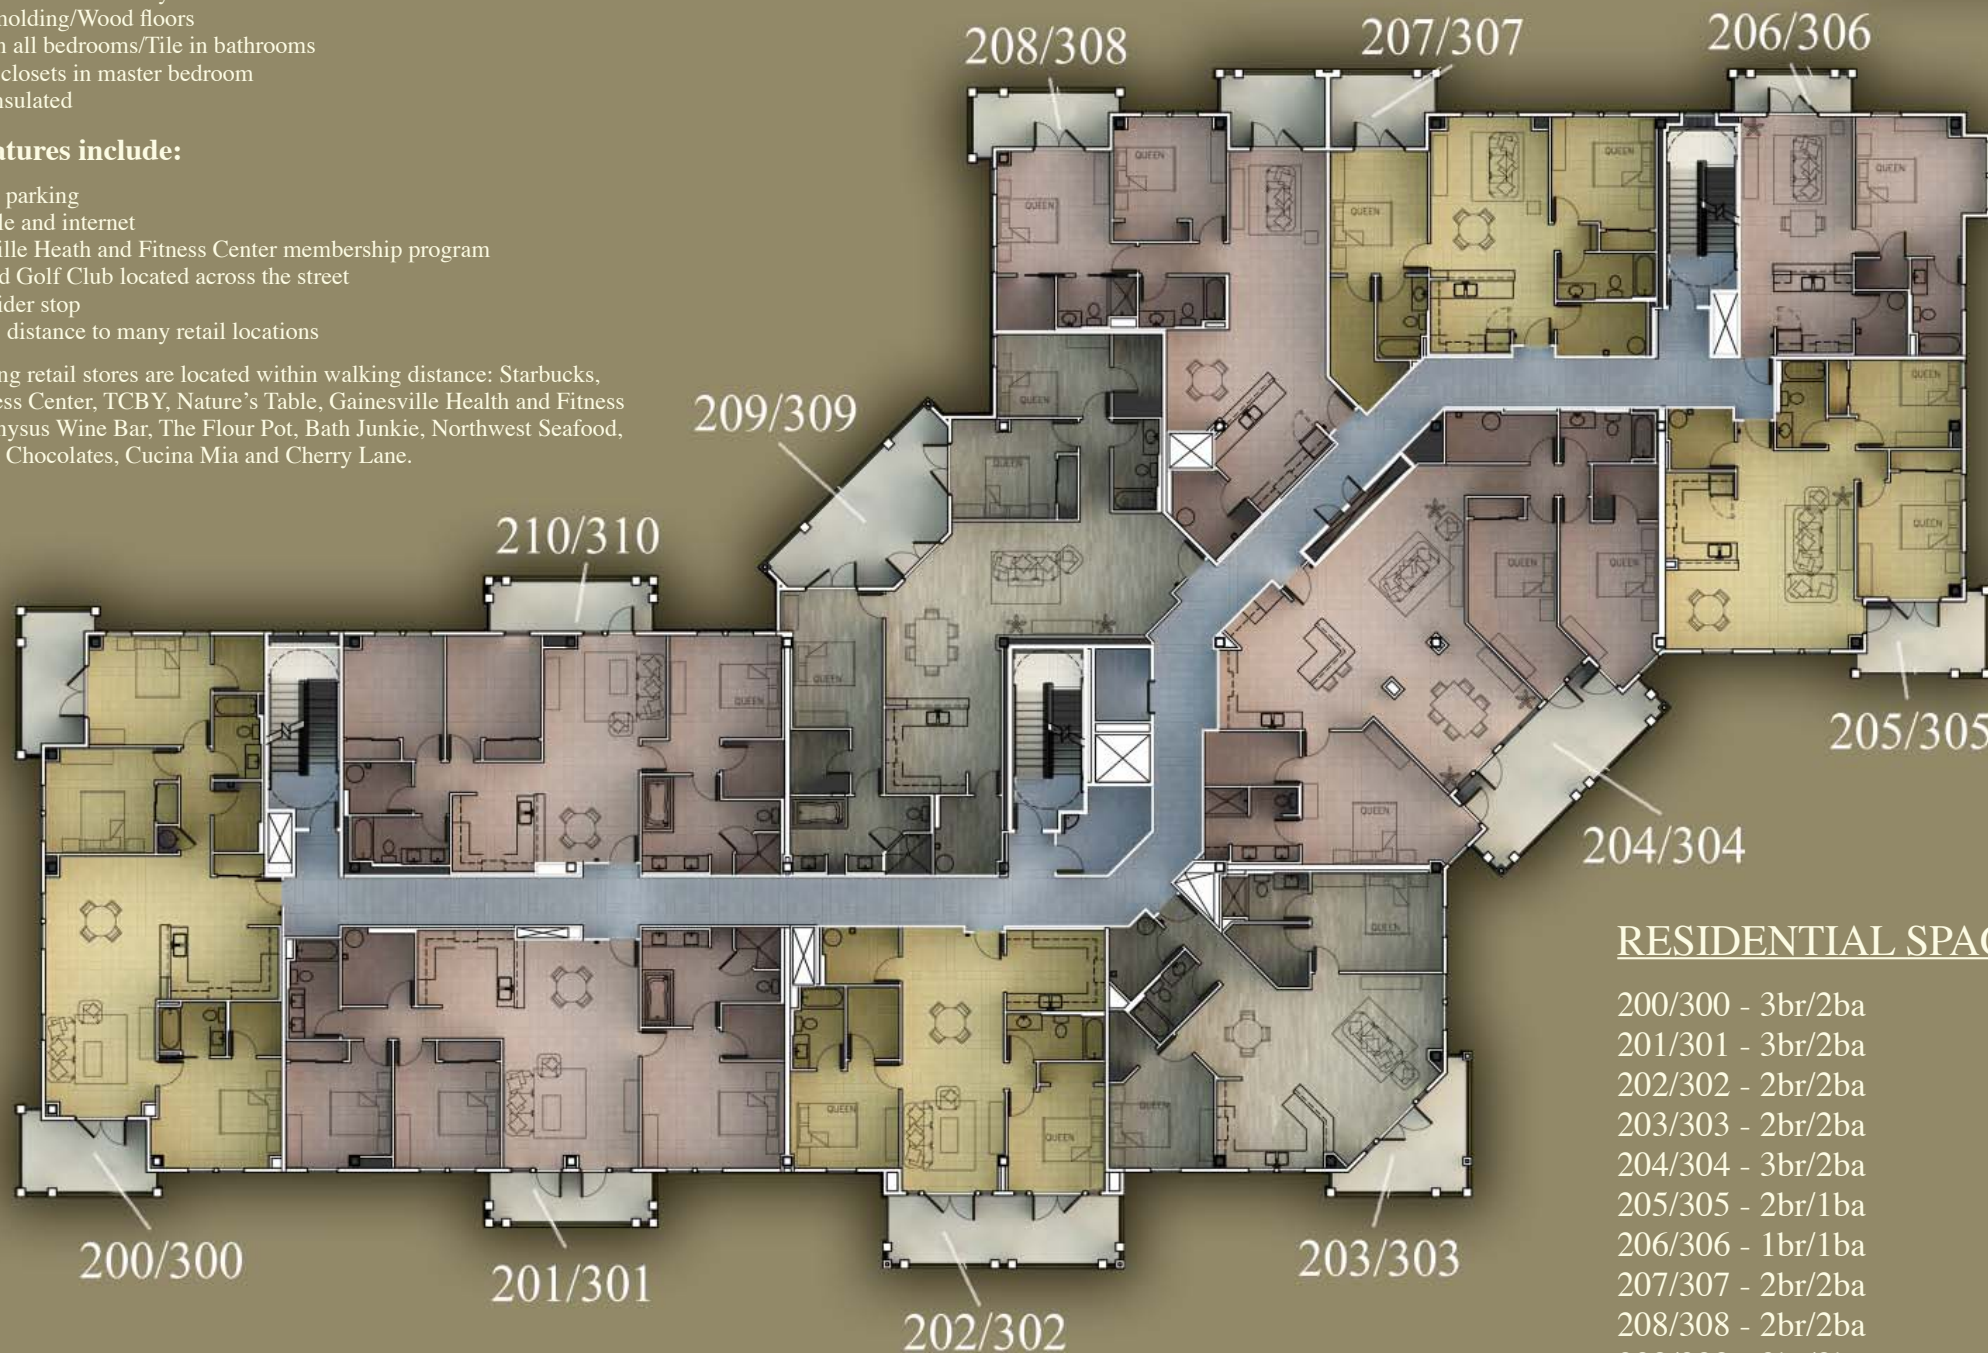 molding/Wood floors
all bedrooms/Tile in bathrooms
closets in master bedroom
nsulated
atures include:
parking
le and internet
ille Heath and Fitness Center membership program
d Golf Club located across the street
ider stop
distance to many retail locations
ng retail stores are located within walking distance: Starbucks,
ess Center, TCBY, Nature's Table, Gainesville Health and Fitness
nysus Wine Bar, The Flour Pot, Bath Junkie, Northwest Seafood,
Chocolates, Cucina Mia and Cherry Lane.
208/308
207/307
206/306
QUEEN
QUEEN
QUEEN
QUEEN
QUEEN
QUEEN
QUEEN
209/309
QUEEN
QUEEN
210/310
QUEEN
QUEEN
QUEEN
QUEEN
205/305
204/304
QUEEN
QUEEN
QUEEN
QUEEN
QUEEN
QUEEN
200/300
201/301
202/302
203/303
RESIDENTIAL SPAC
200/300 - 3br/2ba
201/301 - 3br/2ba
202/302 - 2br/2ba
203/303 - 2br/2ba
204/304 - 3br/2ba
205/305 - 2br/1ba
206/306 - 1br/1ba
207/307 - 2br/2ba
208/308 - 2br/2ba